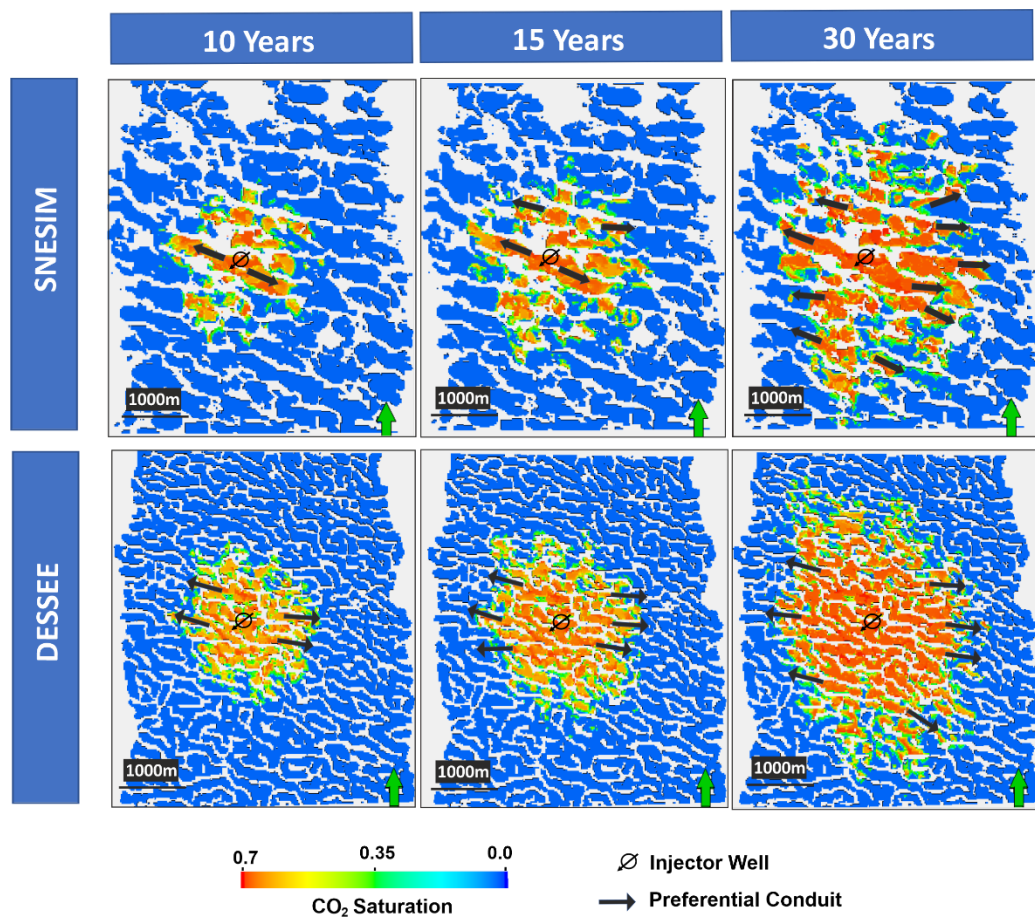 10 Years
15 Years
30 Years
SNESIM
1000m
1000m
1000m
DESSEE
1000m
1000m
1000m
0.7 0.35 0.0
CO₂ Saturation
Injector Well
Preferential Conduit